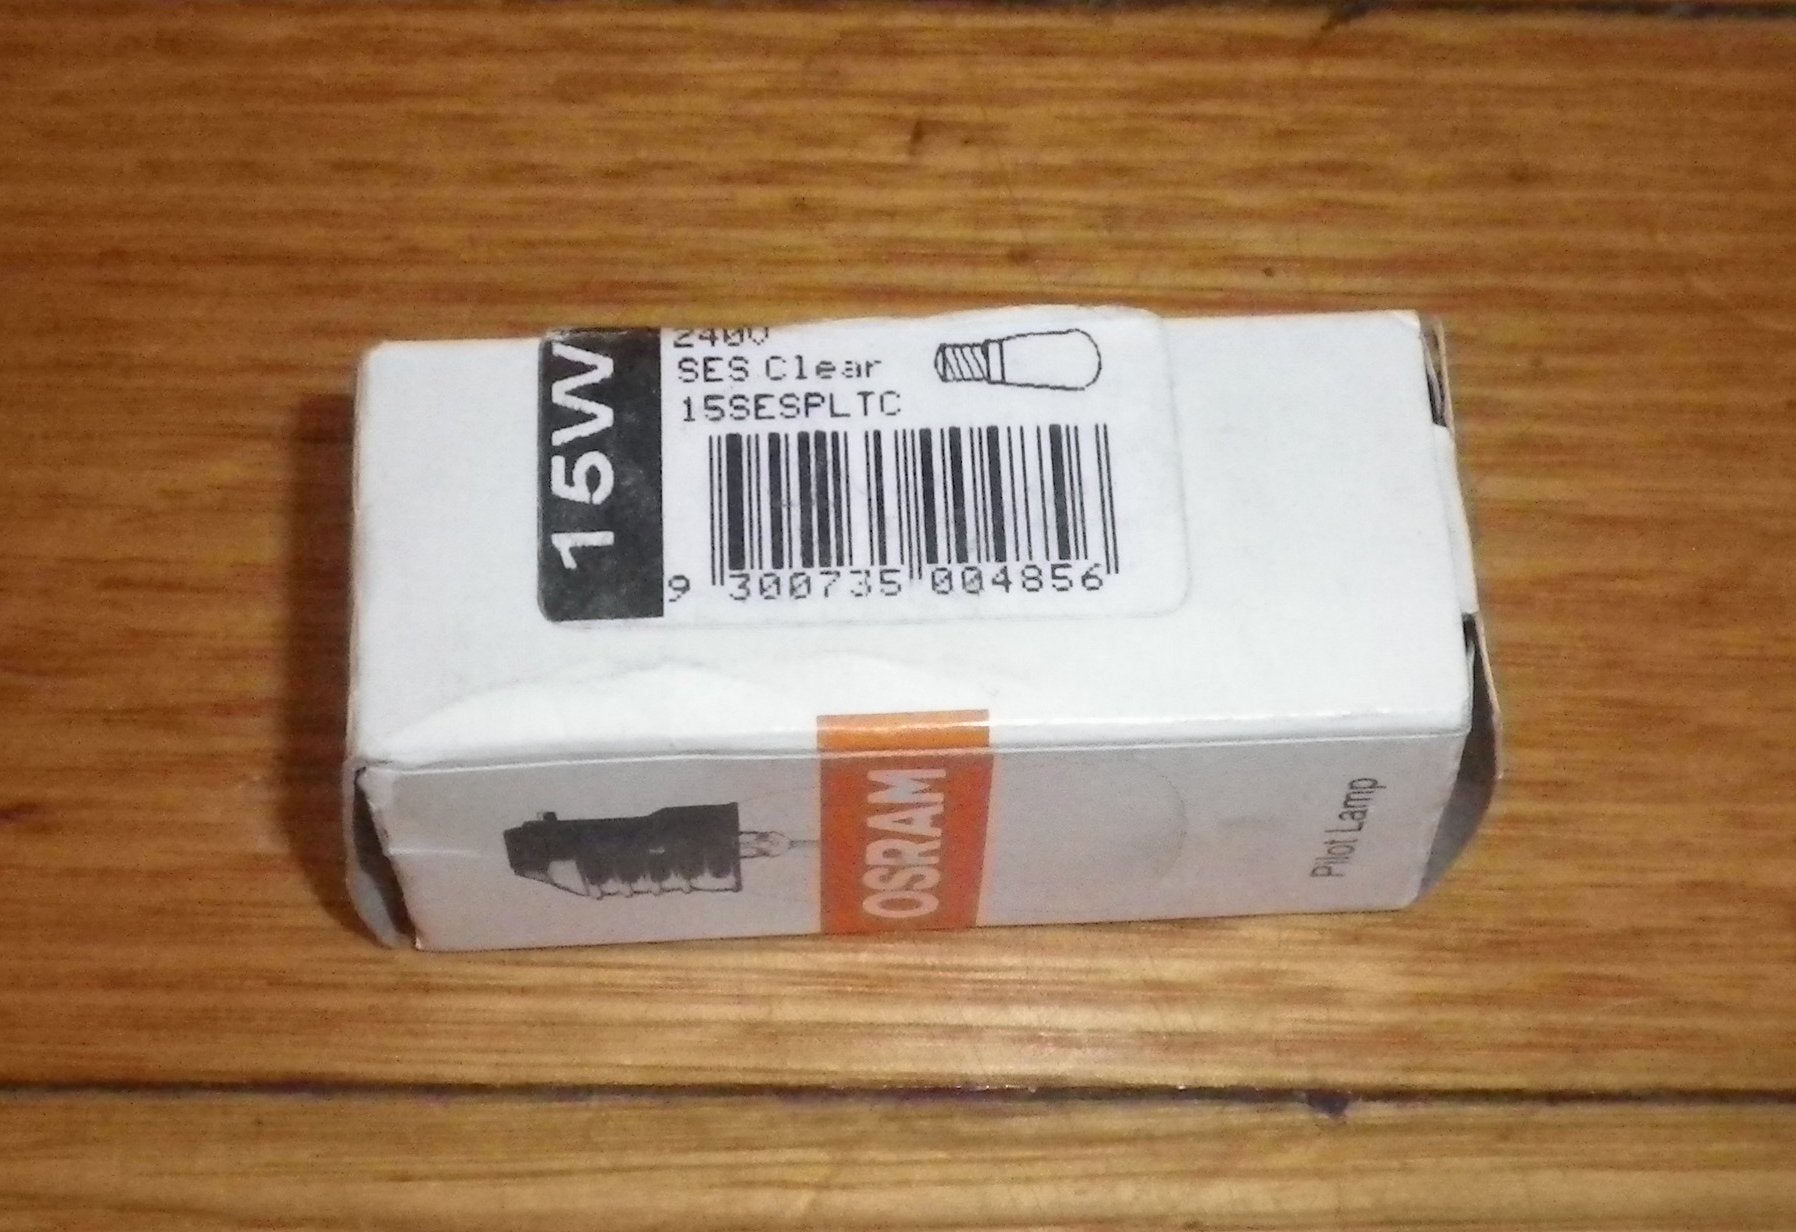 15W
240V
SES Clear
15SESPLTC
9 300735 004856
OSRAM
Pilot Lamp